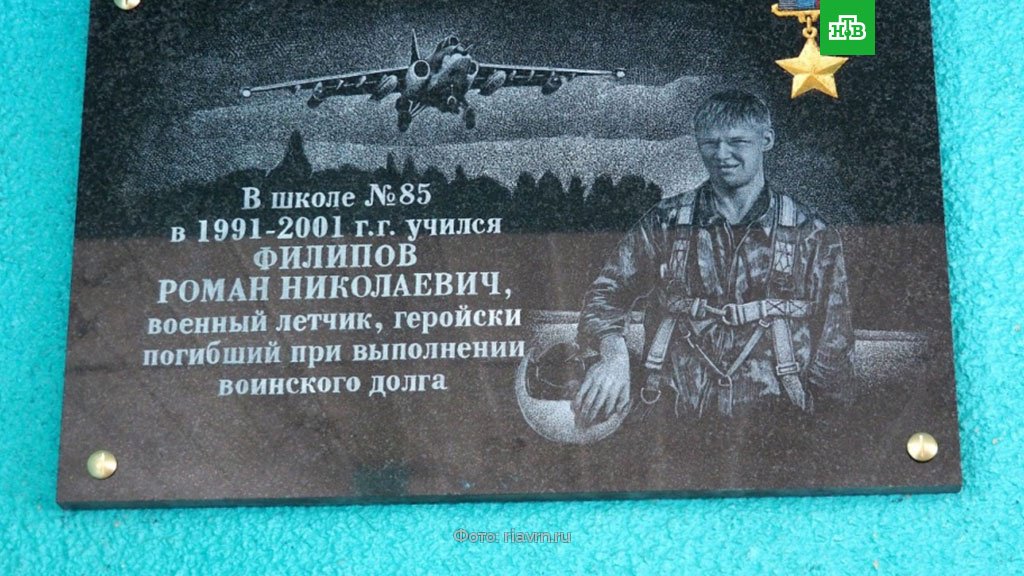 НТВ
В школе №85
в 1991-2001 г.г. учился
ФИЛИПОВ
РОМАН НИКОЛАЕВИЧ,
военный летчик, геройски
погибший при выполнении
воинского долга
Фото: riavrn.ru